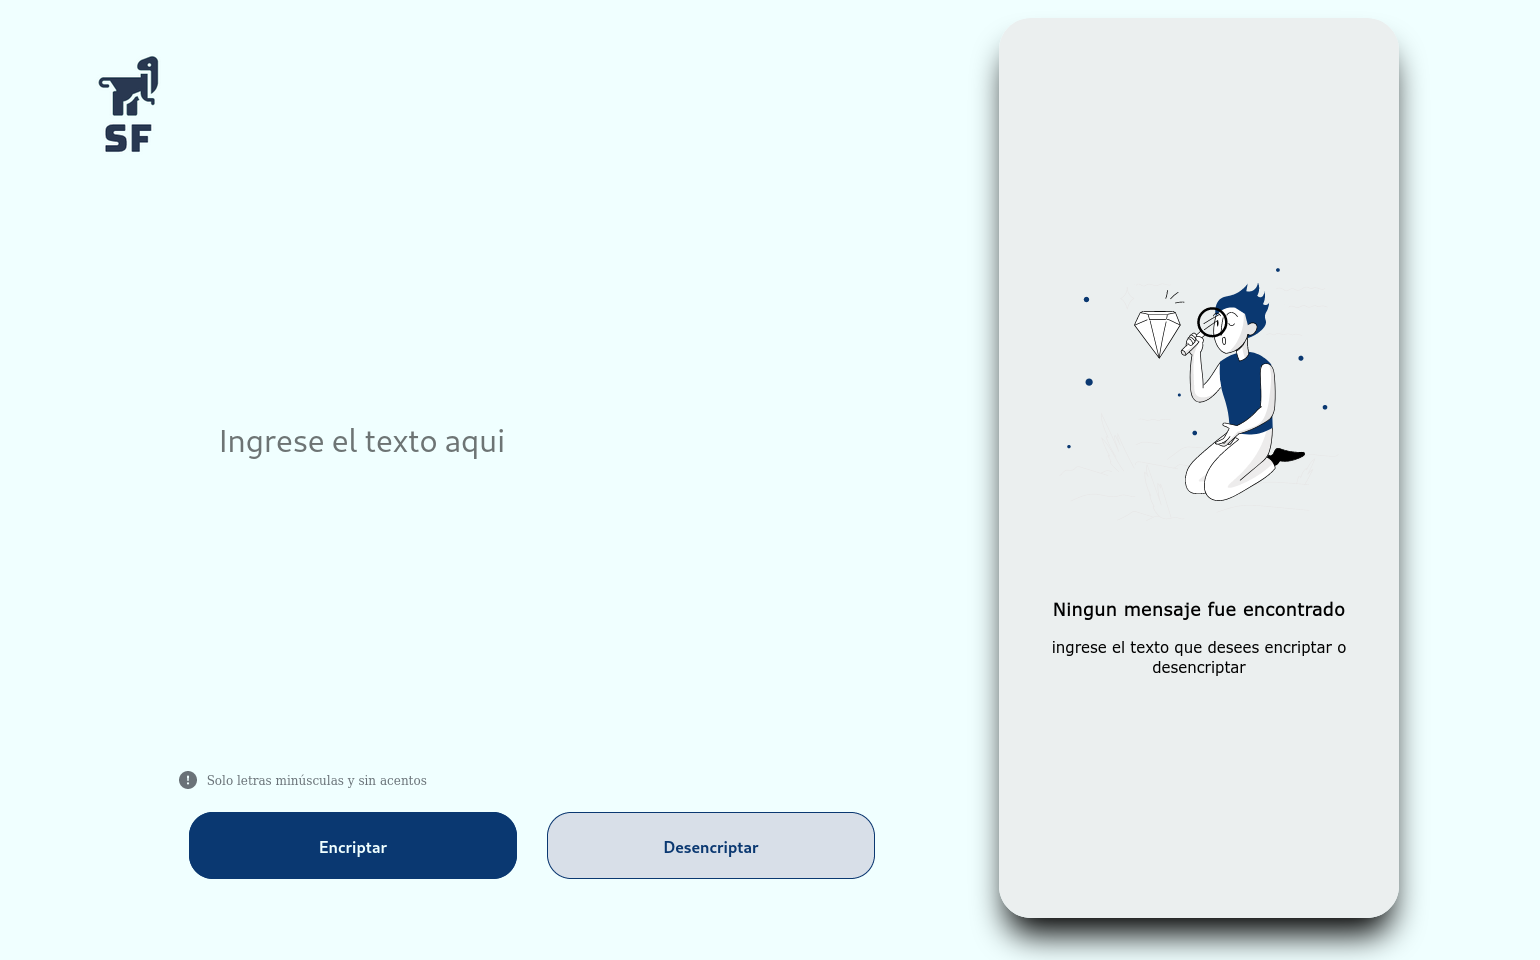 SF
Ingrese el texto aqui
! Solo letras minúsculas y sin acentos
Encriptar
Desencriptar
Ningun mensaje fue encontrado
ingrese el texto que desees encriptar o
desencriptar